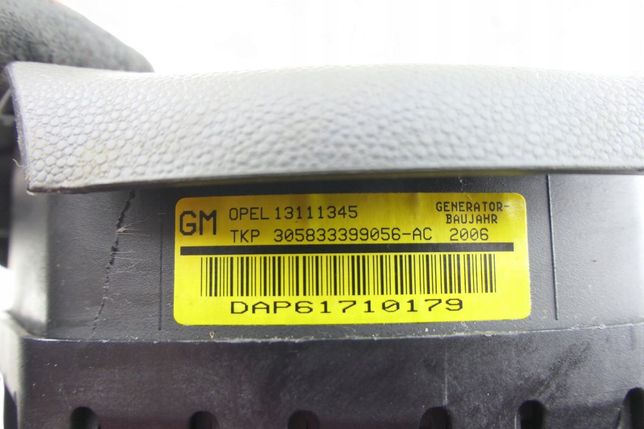 GM OPEL 13111345 GENERATOR-
BAUJAHR
TKP 305833399056-AC 2006
DAP61710179